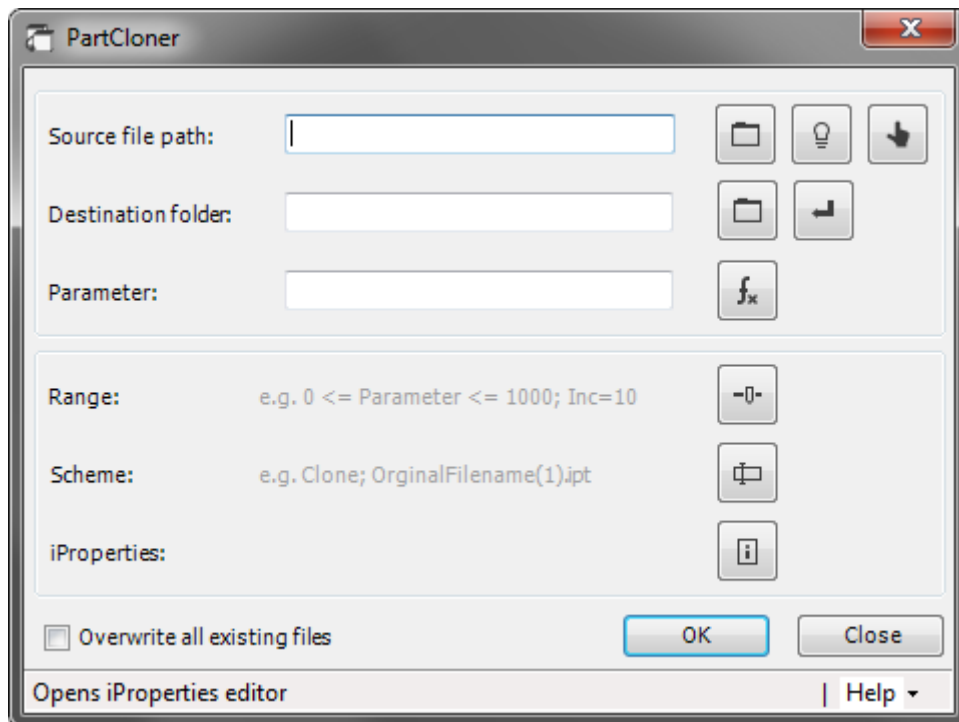 PartCloner
Source file path:
Destination folder:
Parameter:
Range: e.g. 0 <= Parameter <= 1000; Inc=10
Scheme: e.g. Clone; OrginalFilename(1).ipt
iProperties:
Overwrite all existing files OK Close
Opens iProperties editor | Help